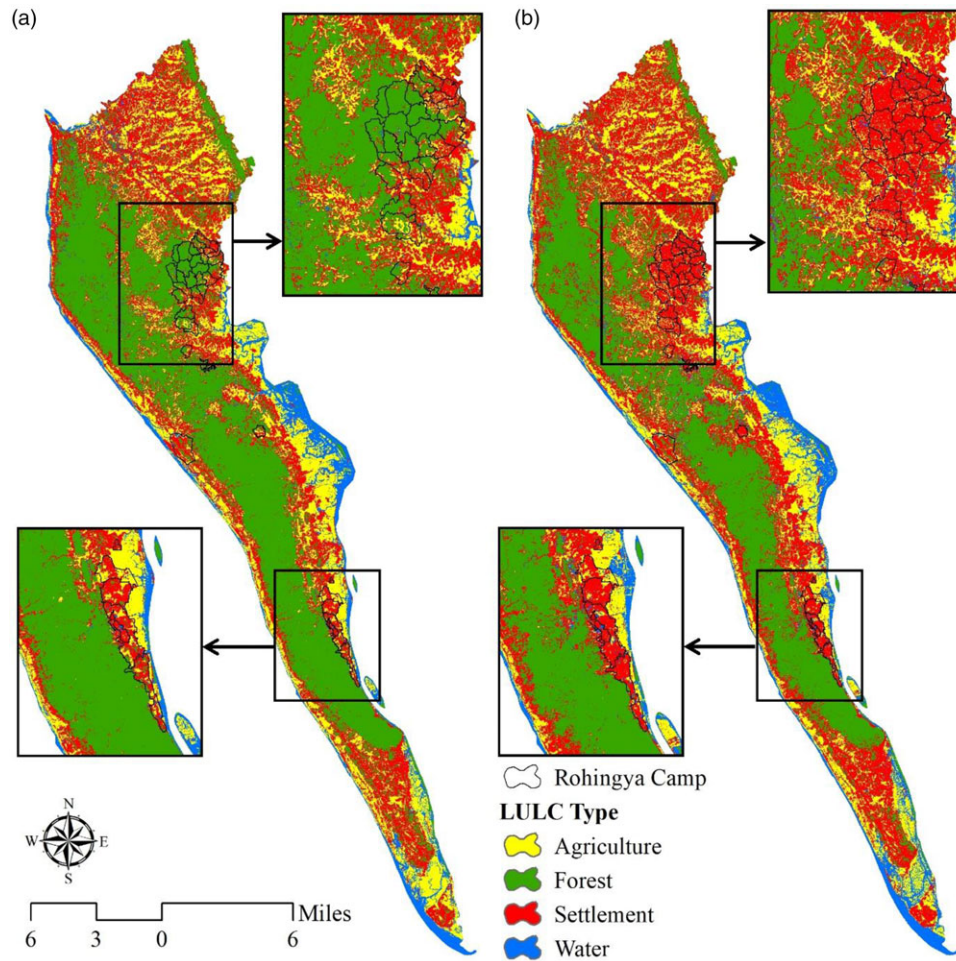 (a)
(b)
Rohingya Camp
LULC Type
Agriculture
Forest
Settlement
Water
N
W E
S
Miles
6 3 0 6